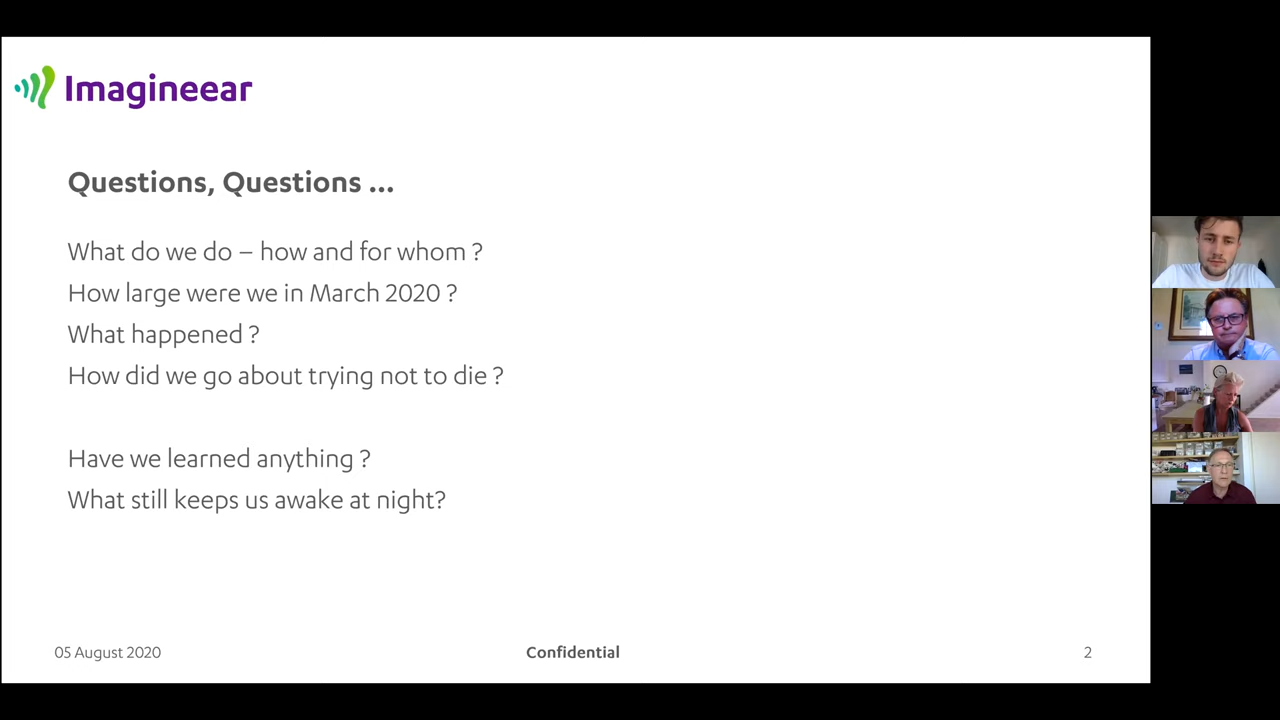 Imagineear
Questions, Questions ...
What do we do – how and for whom ?
How large were we in March 2020 ?
What happened ?
How did we go about trying not to die ?
Have we learned anything ?
What still keeps us awake at night?
05 August 2020
Confidential
2